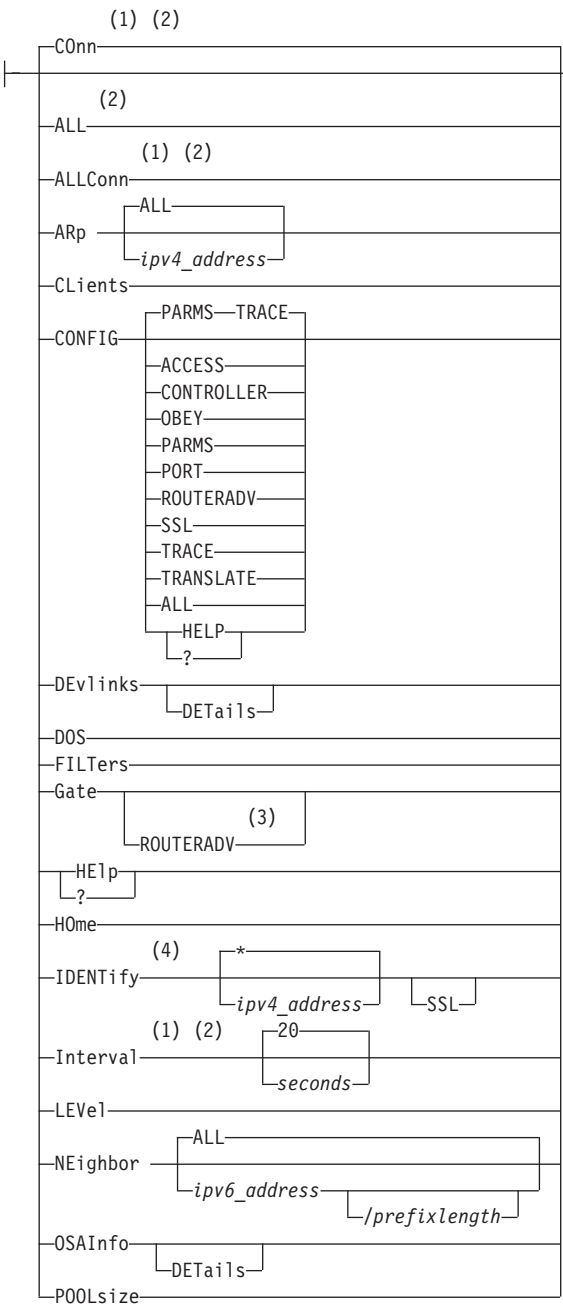 (1) (2)
COnn
(2)
ALL
(1) (2)
ALLConn
ALL
ARp
ipv4_address
CLients
PARMS TRACE
CONFIG
ACCESS
CONTROLLER
OBEY
PARMS
PORT
ROUTERADV
SSL
TRACE
TRANSLATE
ALL
HELP
?
DEvlinks
DETails
DOS
FILTers
Gate
(3)
ROUTERADV
HElp
?
HOme
(4) *
IDENTify
ipv4_address SSL
(1) (2) 20
Interval
seconds
LEVel
ALL
NEighbor
ipv6_address
/prefixlength
OSAInfo
DETails
POOLsize